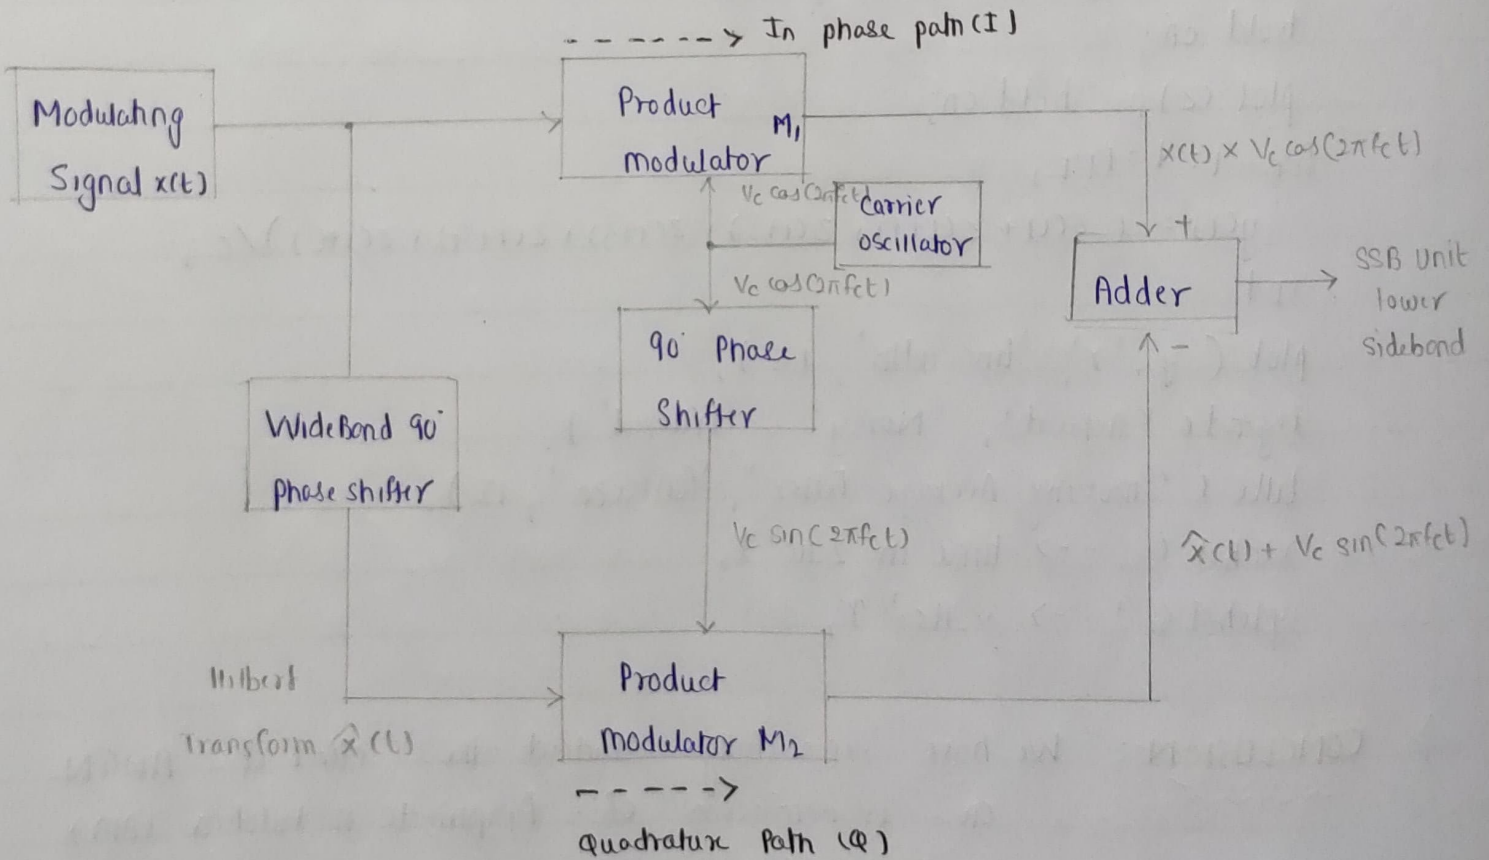 In phase path (I)
Modulating
Signal x(t)
Product
modulator M₁
x(t) x Vc cos(2πfct)
Vc cos(2πfct)
Carrier
oscillator
+
Vc cos(2πfct)
Adder
SSB unit
lower
sideband
-
90° Phase
Shifter
WideBand 90°
phase shifter
Vc sin(2πfct)
x̂(t) + Vc sin(2πfct)
Hilbert
Transform x̂(t)
Product
modulator M₂
Quadrature Path (Q)